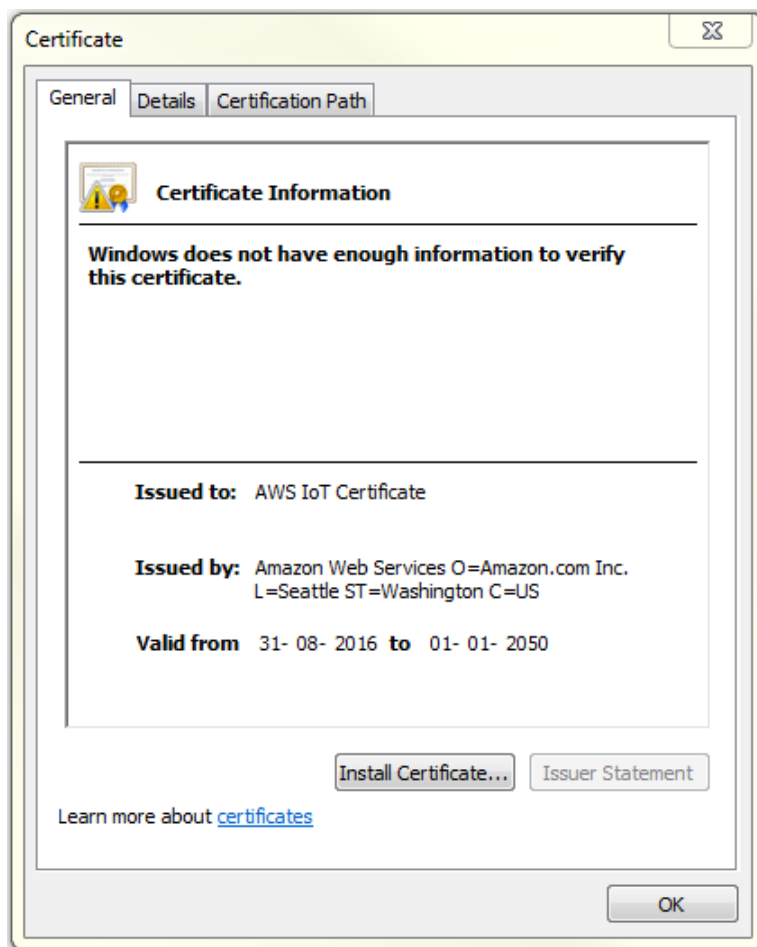 Certificate
General Details Certification Path
Certificate Information
Windows does not have enough information to verify
this certificate.
Issued to: AWS IoT Certificate
Issued by: Amazon Web Services O=Amazon.com Inc.
L=Seattle ST=Washington C=US
Valid from 31- 08- 2016 to 01- 01- 2050
Install Certificate... Issuer Statement
Learn more about certificates
OK